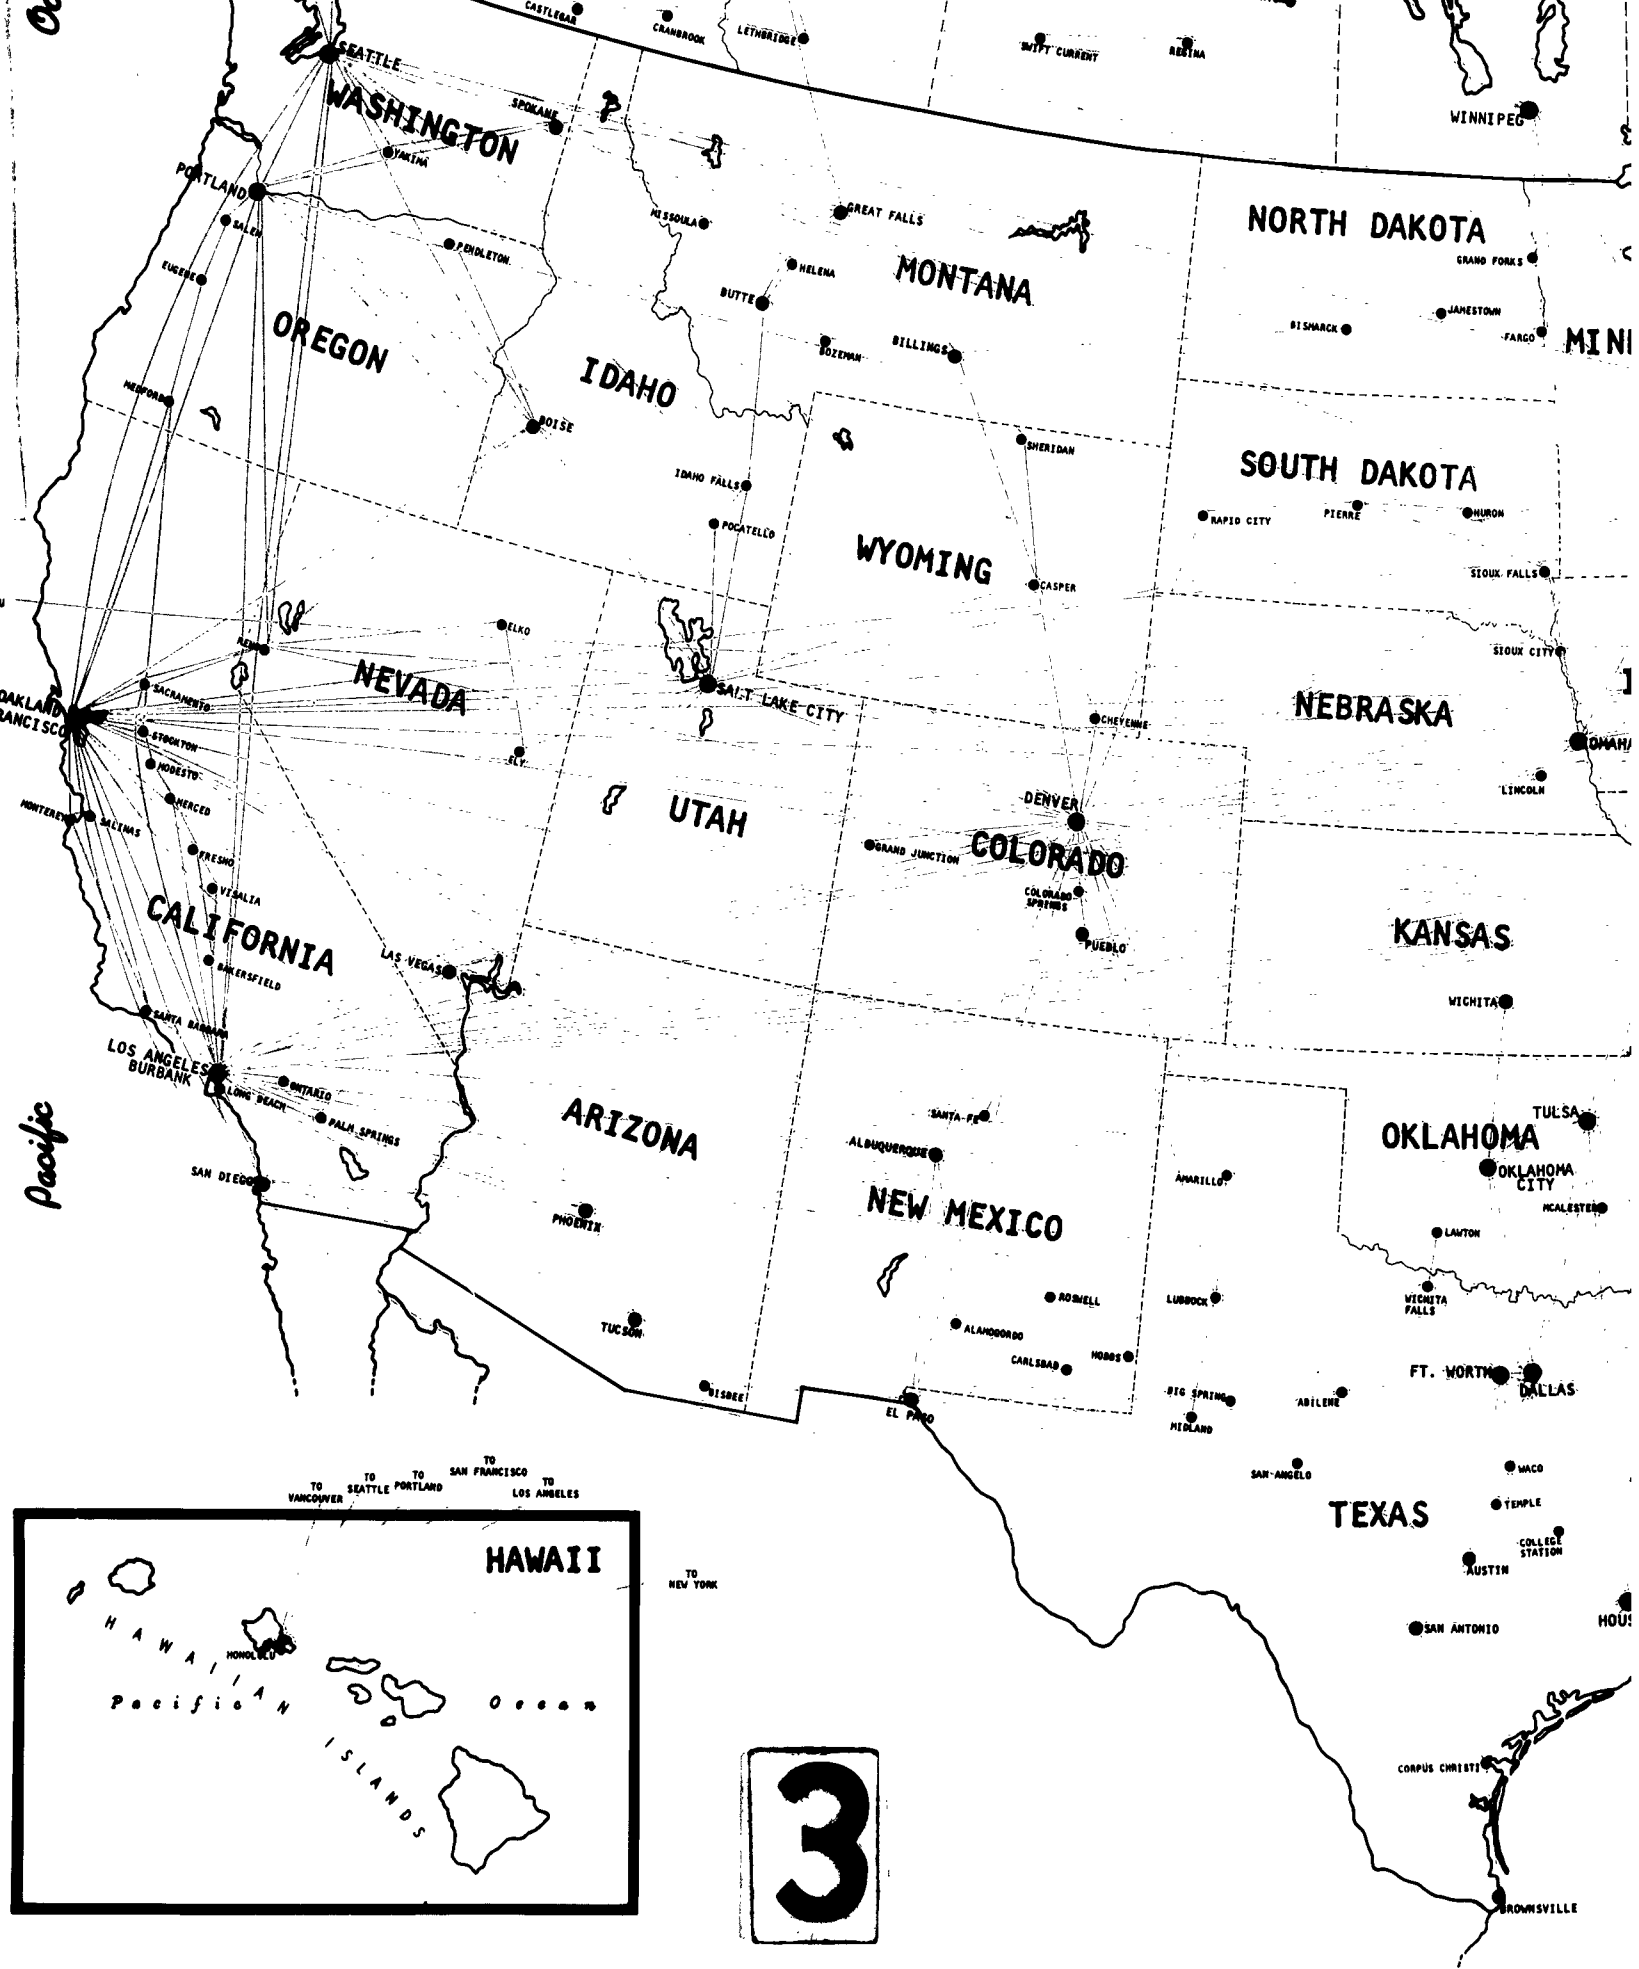 CASTLEGAR
CRANBROOK
LETHBRIDGE
SWIFT CURRENT
REGINA
WINNIPEG
SEATTLE
WASHINGTON
SPOKANE
YAKIMA
PORTLAND
SALEM
EUGENE
PENDLETON
MISSOULA
GREAT FALLS
HELENA
BUTTE
MONTANA
BOZEMAN
BILLINGS
NORTH DAKOTA
GRAND FORKS
JAMESTOWN
BISMARCK
FARGO
MINN
OREGON
IDAHO
MEDFORD
BOISE
IDAHO FALLS
POCATELLO
SHERIDAN
WYOMING
CASPER
SOUTH DAKOTA
RAPID CITY
PIERRE
HURON
SIOUX FALLS
SIOUX CITY
RENO
ELKO
NEVADA
SALT LAKE CITY
CHEYENNE
NEBRASKA
OMAHA
LINCOLN
OAKLAND
RANCISCO
SACRAMENTO
STOCKTON
MODESTO
ELY
MERCED
MONTEREY
SALINAS
FRESNO
VISALIA
UTAH
DENVER
COLORADO
GRAND JUNCTION
COLORADO
SPRINGS
PUEBLO
KANSAS
WICHITA
CALIFORNIA
BAKERSFIELD
LAS VEGAS
SANTA BARBARA
LOS ANGELES
BURBANK
LONG BEACH
ONTARIO
PALM SPRINGS
SAN DIEGO
Pacific
ARIZONA
PHOENIX
TUCSON
BISBEE
SANTA FE
ALBUQUERQUE
NEW MEXICO
ROSWELL
ALAMOGORDO
CARLSBAD
HOBBS
EL PASO
AMARILLO
LUBBOCK
TULSA
OKLAHOMA
OKLAHOMA
CITY
MCALESTER
LAWTON
WICHITA
FALLS
FT. WORTH
DALLAS
BIG SPRING
ABILENE
MIDLAND
SAN ANGELO
WACO
TEXAS
TEMPLE
COLLEGE
STATION
AUSTIN
SAN ANTONIO
HOUS
CORPUS CHRISTI
BROWNSVILLE
TO
VANCOUVER
TO
SEATTLE
TO
PORTLAND
TO
SAN FRANCISCO
TO
LOS ANGELES
TO
NEW YORK
HAWAII
HONOLULU
HAWAIIAN
ISLANDS
Pacific Ocean
3